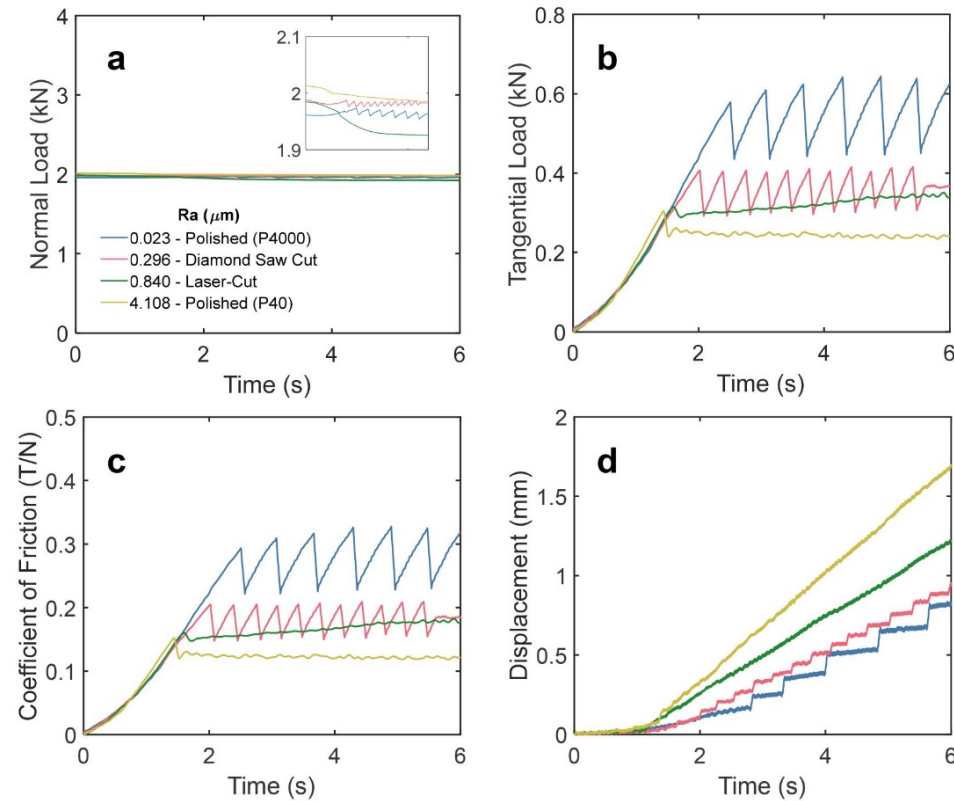 a
Normal Load (kN)
4
3
2
1
0
0 2 4 6
Time (s)
2.1
2
1.9
Ra (μm)
0.023 - Polished (P4000)
0.296 - Diamond Saw Cut
0.840 - Laser-Cut
4.108 - Polished (P40)
b
Tangential Load (kN)
0.8
0.6
0.4
0.2
0
0 2 4 6
Time (s)
c
Coefficient of Friction (T/N)
0.5
0.4
0.3
0.2
0.1
0
0 2 4 6
Time (s)
d
Displacement (mm)
2
1.5
1
0.5
0
0 2 4 6
Time (s)